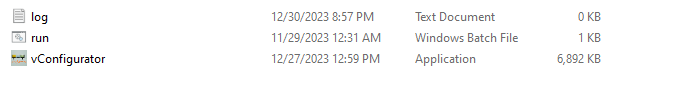 log 12/30/2023 8:57 PM Text Document 0 KB
run 11/29/2023 12:31 AM Windows Batch File 1 KB
vConfigurator 12/27/2023 12:59 PM Application 6,892 KB